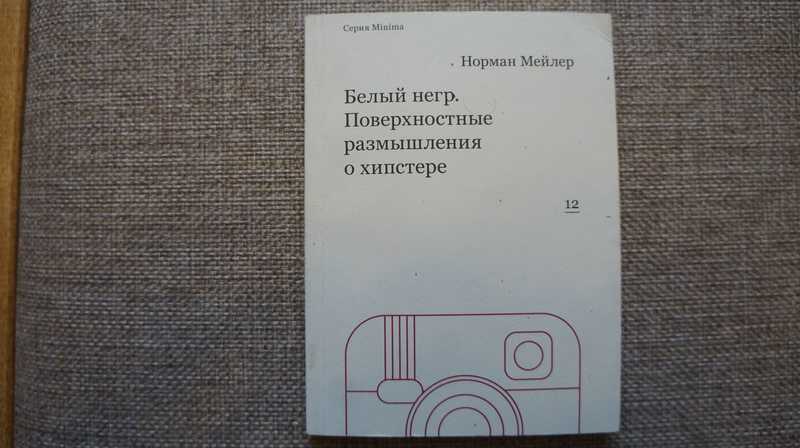 Серия Minima
Норман Мейлер
Белый негр.
Поверхностные
размышления
о хипстере
12